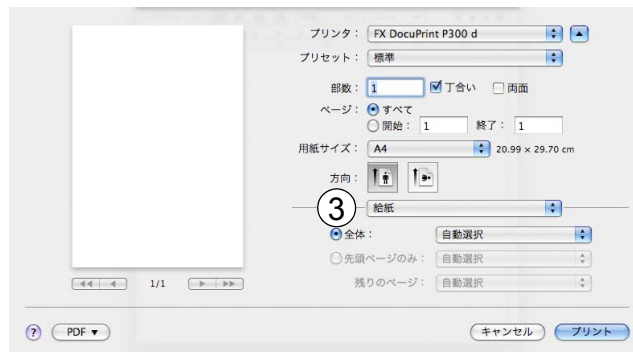 プリンタ： FX DocuPrint P300 d
プリセット： 標準
部数： 1 丁合い 両面
ページ： すべて
開始： 1 終了： 1
用紙サイズ： A4 20.99 x 29.70 cm
方向：
③ 給紙
全体： 自動選択
先頭ページのみ： 自動選択
残りのページ： 自動選択
1/1
? PDF ▼ キャンセル プリント